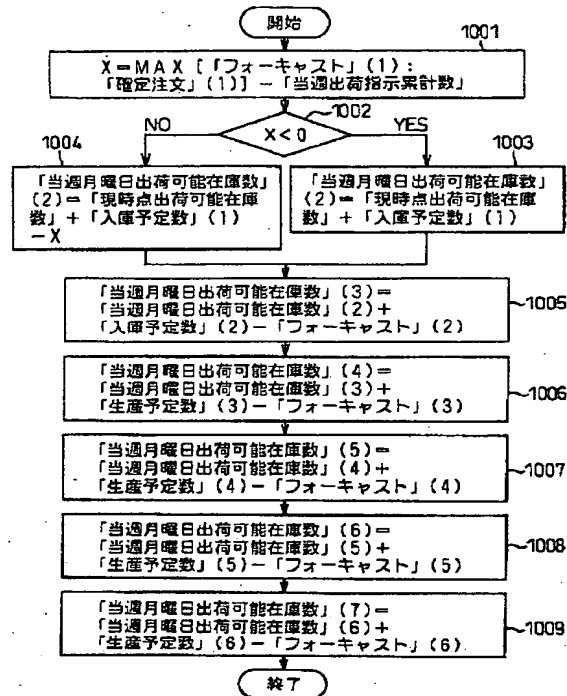 開始
1001
X=MAX[「フォーキャスト」(1):
「確定注文」(1)]-「当週出荷指示累計数」
1002
NO
X<0
YES
1004
1003
「当週月曜日出荷可能在庫数」
(2)=「現時点出荷可能在庫
数」+「入庫予定数」(1)
-X
「当週月曜日出荷可能在庫数」
(2)=「現時点出荷可能在庫
数」+「入庫予定数」(1)
「当週月曜日出荷可能在庫数」(3)=
「当週月曜日出荷可能在庫数」(2)+
「入庫予定数」(2)-「フォーキャスト」(2)
1005
「当週月曜日出荷可能在庫数」(4)=
「当週月曜日出荷可能在庫数」(3)+
「生産予定数」(3)-「フォーキャスト」(3)
1006
「当週月曜日出荷可能在庫数」(5)=
「当週月曜日出荷可能在庫数」(4)+
「生産予定数」(4)-「フォーキャスト」(4)
1007
「当週月曜日出荷可能在庫数」(6)=
「当週月曜日出荷可能在庫数」(5)+
「生産予定数」(5)-「フォーキャスト」(5)
1008
「当週月曜日出荷可能在庫数」(7)=
「当週月曜日出荷可能在庫数」(6)+
「生産予定数」(6)-「フォーキャスト」(6)
1009
終了